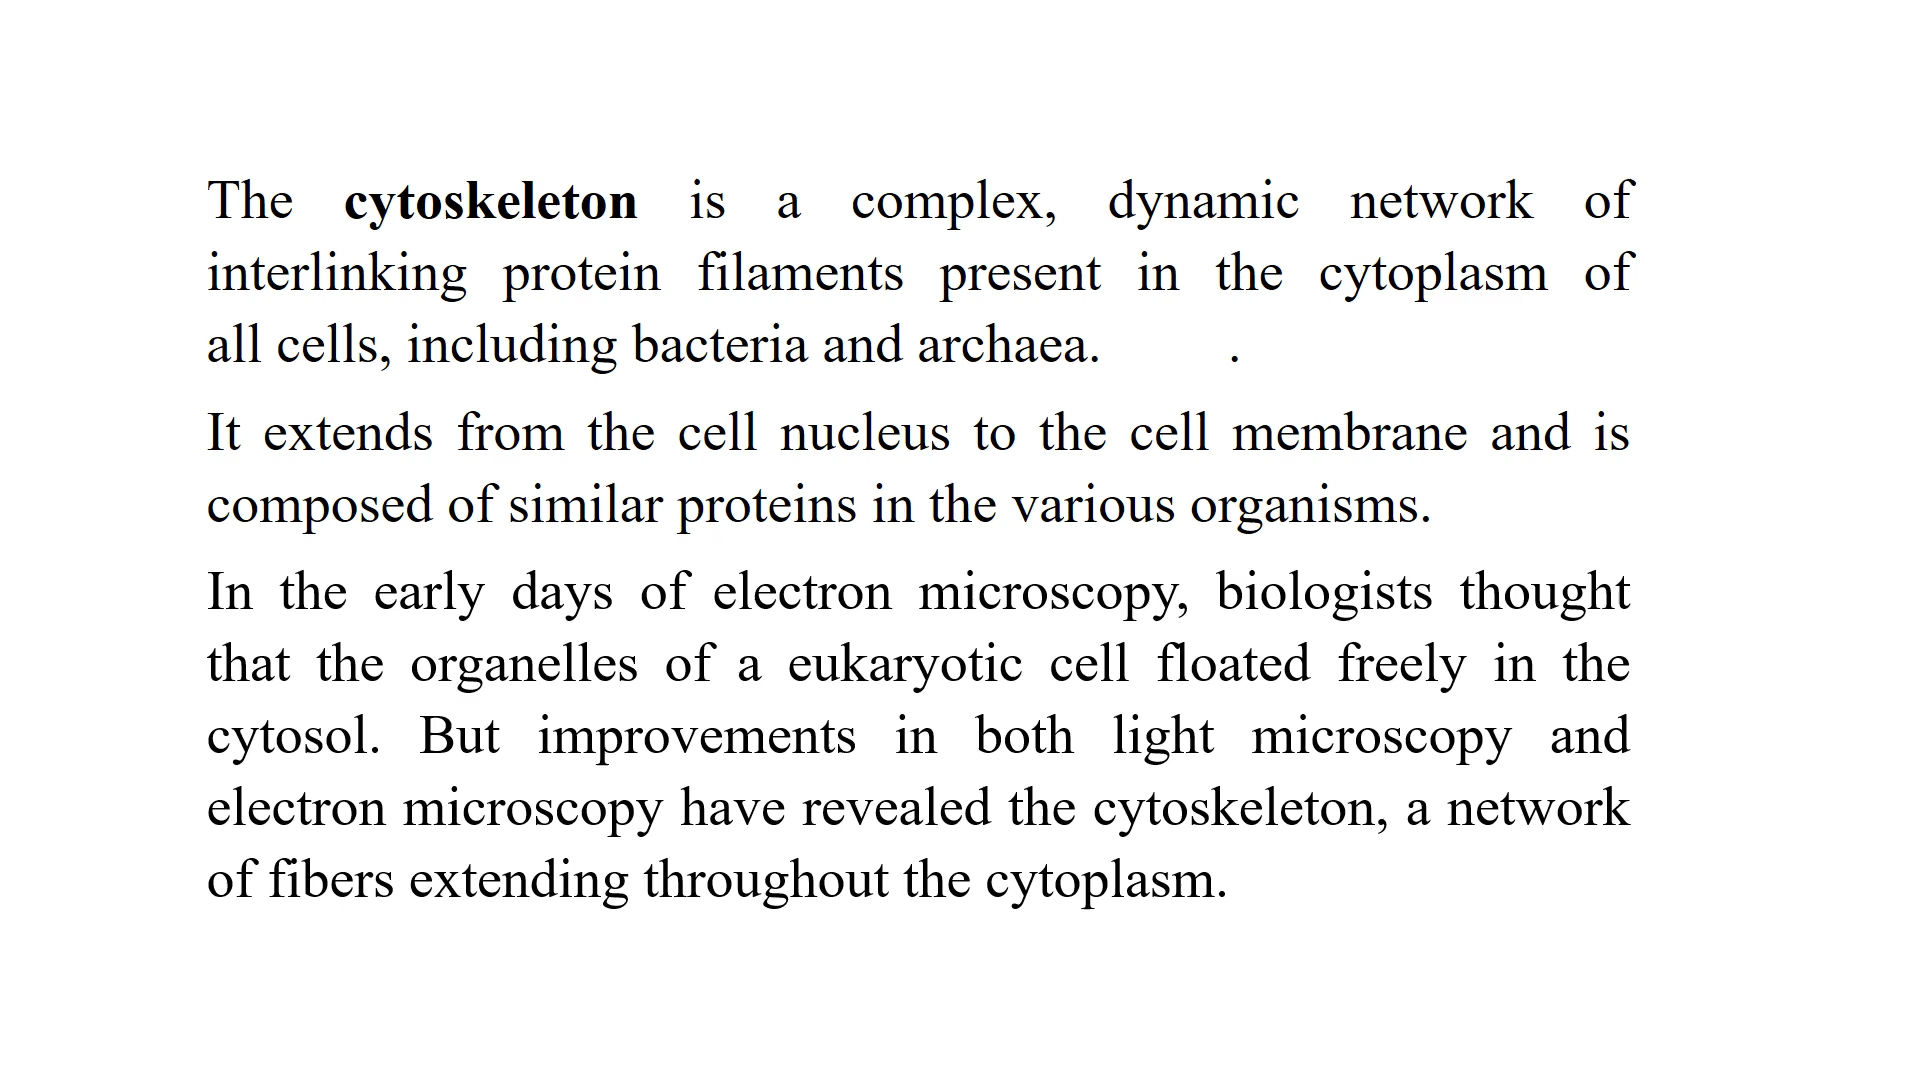 The cytoskeleton is a complex, dynamic network of
interlinking protein filaments present in the cytoplasm of
all cells, including bacteria and archaea. .
It extends from the cell nucleus to the cell membrane and is
composed of similar proteins in the various organisms.
In the early days of electron microscopy, biologists thought
that the organelles of a eukaryotic cell floated freely in the
cytosol. But improvements in both light microscopy and
electron microscopy have revealed the cytoskeleton, a network
of fibers extending throughout the cytoplasm.